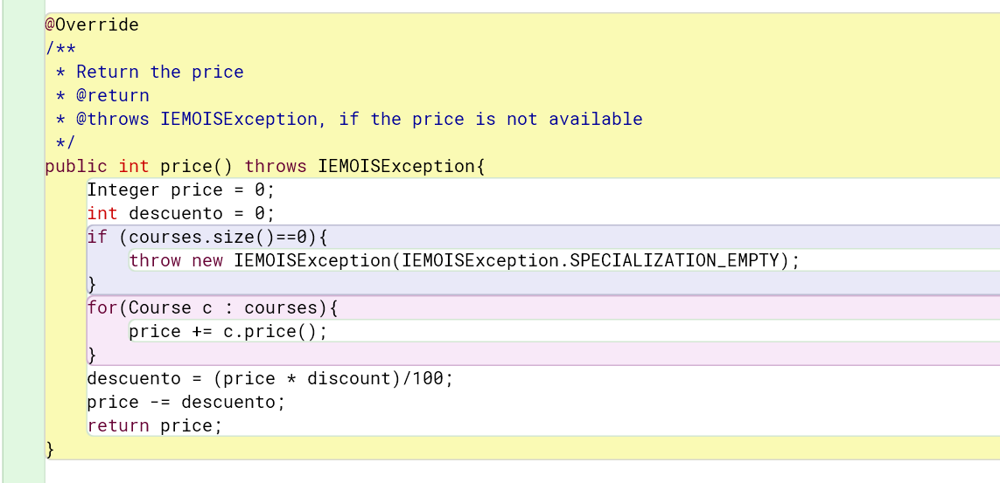 @Override
/**
 * Return the price
 * @return
 * @throws IEMOISException, if the price is not available
 */
public int price() throws IEMOISException{
    Integer price = 0;
    int descuento = 0;
    if (courses.size()==0){
        throw new IEMOISException(IEMOISException.SPECIALIZATION_EMPTY);
    }
    for(Course c : courses){
        price += c.price();
    }
    descuento = (price * discount)/100;
    price -= descuento;
    return price;
}